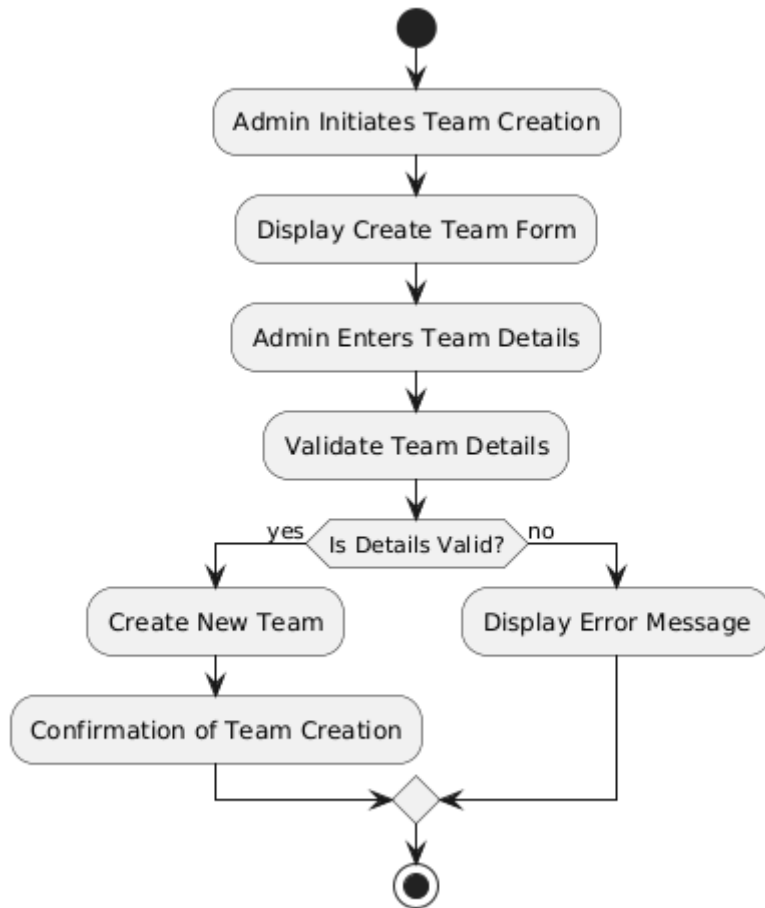 Admin Initiates Team Creation
Display Create Team Form
Admin Enters Team Details
Validate Team Details
yes
Is Details Valid?
no
Create New Team
Display Error Message
Confirmation of Team Creation